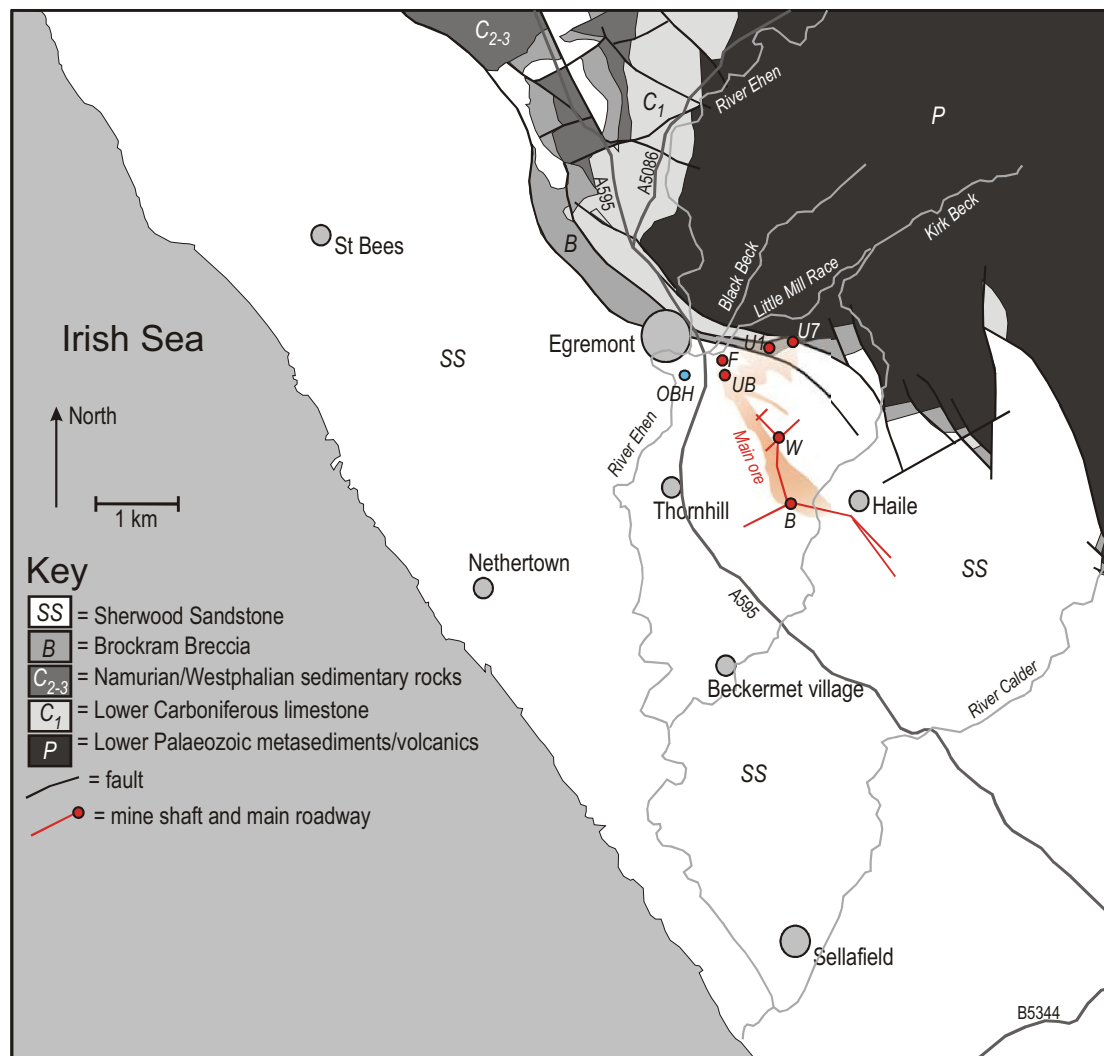 C2-3
C1
River Ehen
P
A595
A5086
Kirk Beck
St Bees
B
Black Beck
Little Mill Race
Irish Sea
Egremont
U1
U7
SS
F
OBH
UB
North
River Ehen
Main ore
W
1 km
Thornhill
B
Haile
Nethertown
SS
Key
SS = Sherwood Sandstone
B = Brockram Breccia
C2-3 = Namurian/Westphalian sedimentary rocks
C1 = Lower Carboniferous limestone
P = Lower Palaeozoic metasediments/volcanics
= fault
= mine shaft and main roadway
A595
Beckermet village
River Calder
SS
Sellafield
B5344